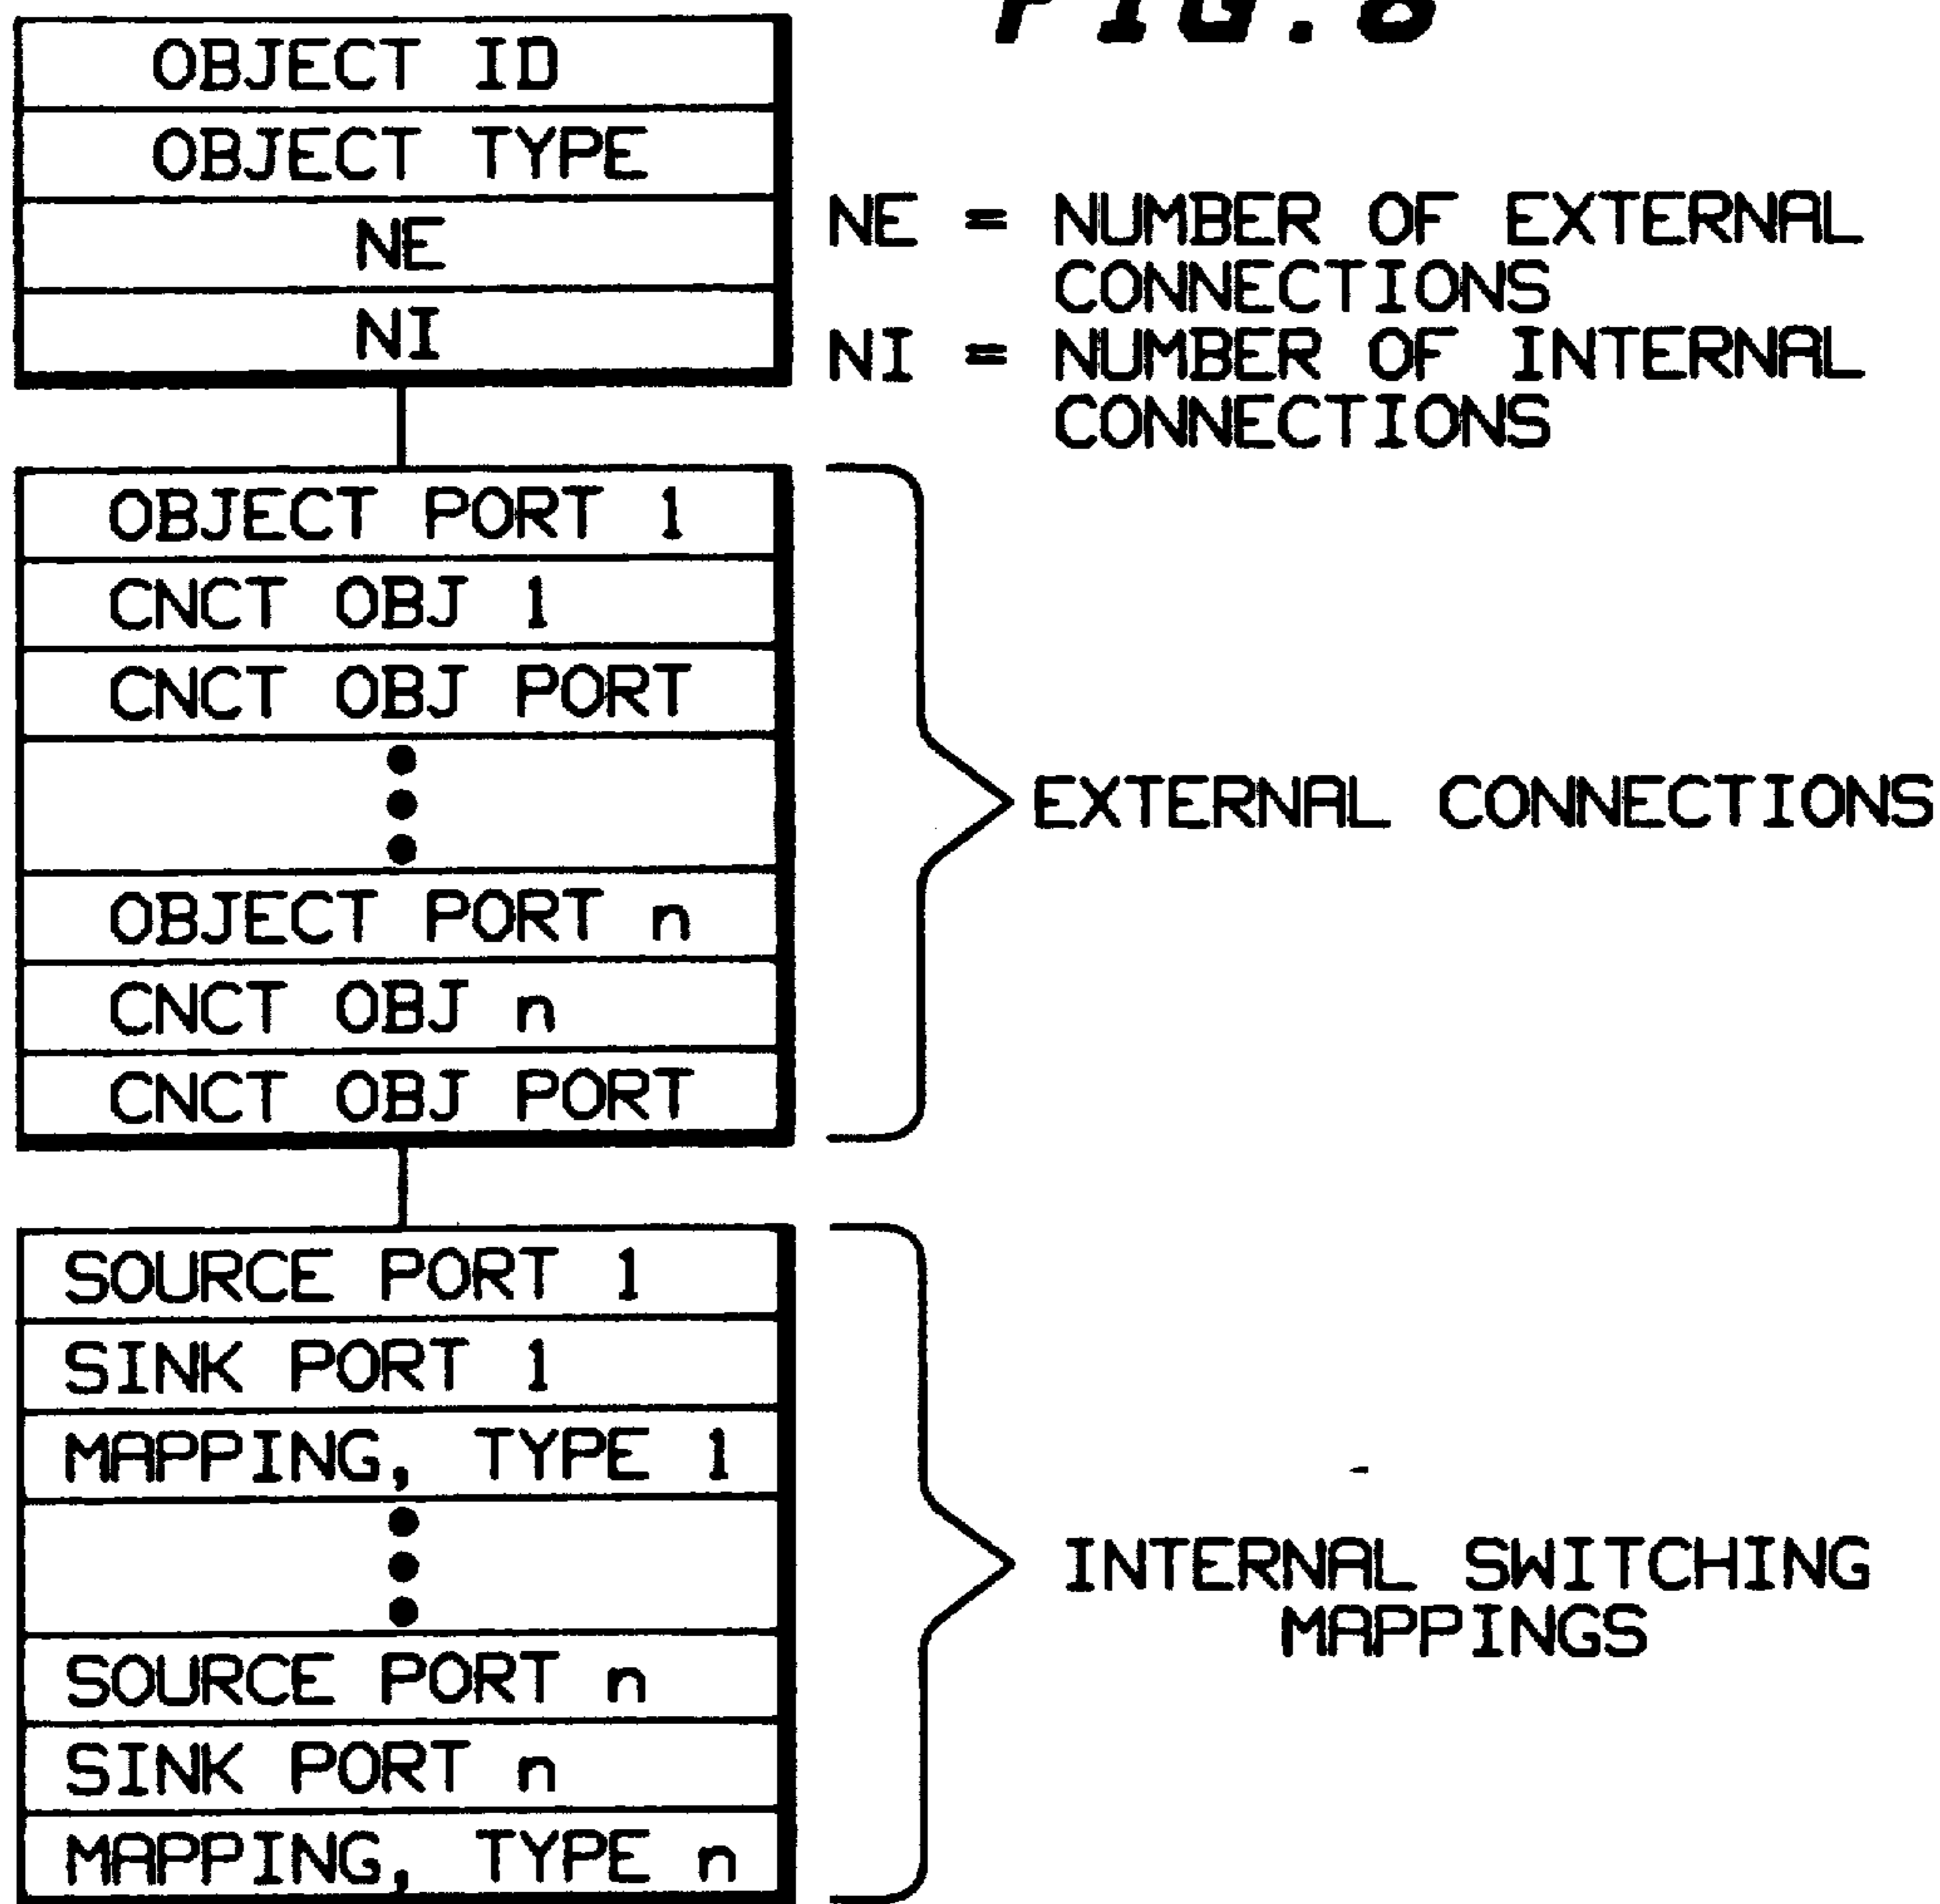 FIG.8
OBJECT ID
OBJECT TYPE
NE
NI
NE = NUMBER OF EXTERNAL
CONNECTIONS
NI = NUMBER OF INTERNAL
CONNECTIONS
OBJECT PORT 1
CNCT OBJ 1
CNCT OBJ PORT
OBJECT PORT n
CNCT OBJ n
CNCT OBJ PORT
EXTERNAL CONNECTIONS
SOURCE PORT 1
SINK PORT 1
MAPPING, TYPE 1
SOURCE PORT n
SINK PORT n
MAPPING, TYPE n
INTERNAL SWITCHING
MAPPINGS